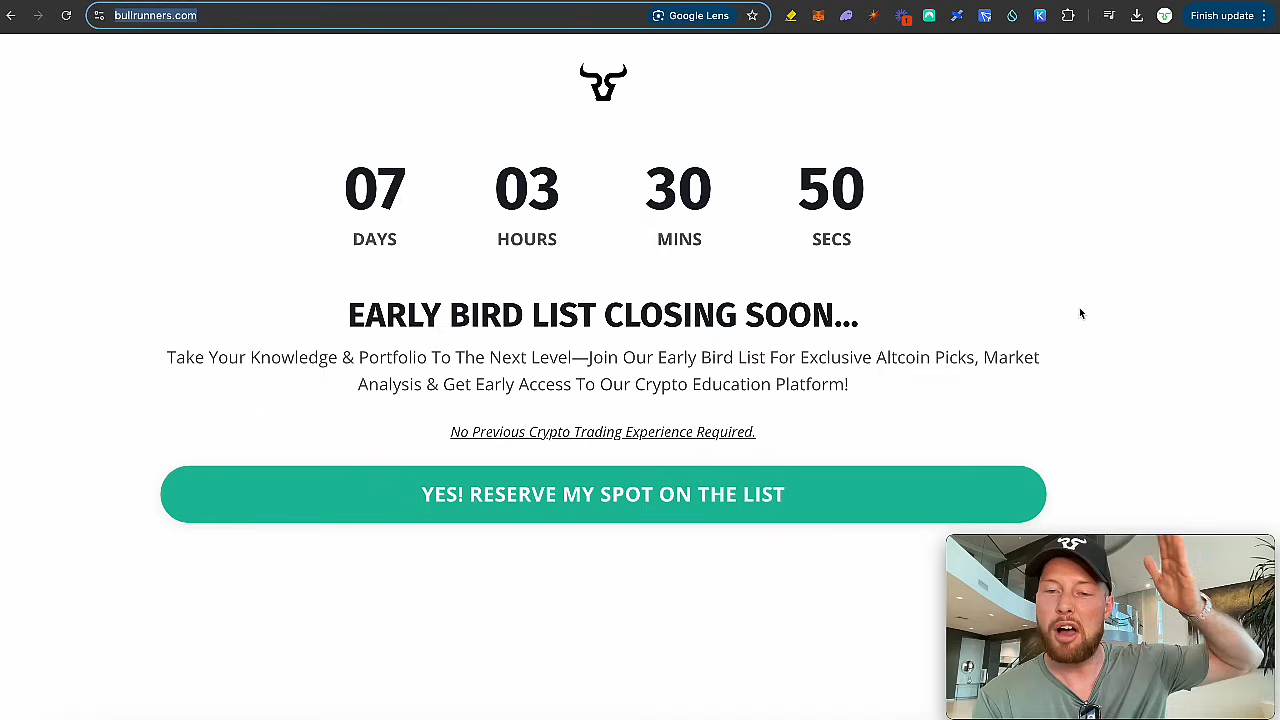 bullrunners.com
Google Lens
1
Finish update
07 03 30 50
DAYS HOURS MINS SECS
EARLY BIRD LIST CLOSING SOON...
Take Your Knowledge & Portfolio To The Next Level—Join Our Early Bird List For Exclusive Altcoin Picks, Market
Analysis & Get Early Access To Our Crypto Education Platform!
No Previous Crypto Trading Experience Required.
YES! RESERVE MY SPOT ON THE LIST